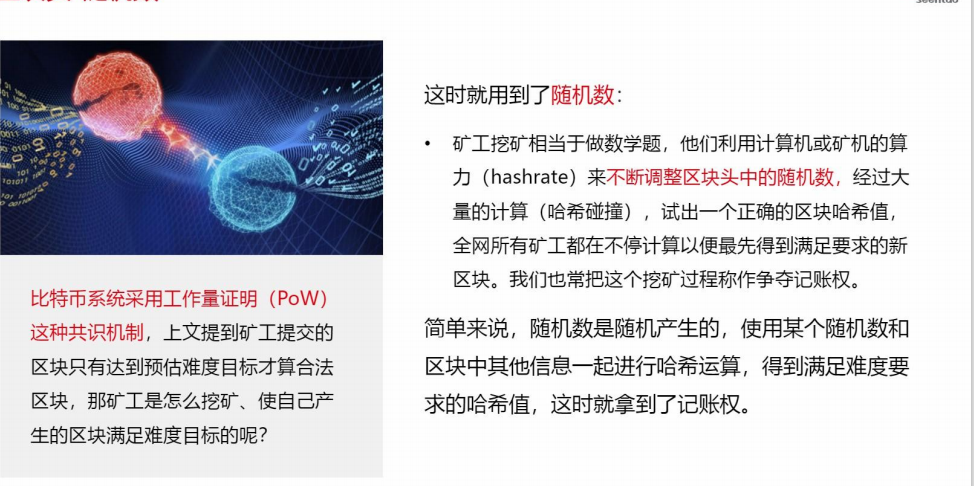 比特币系统采用工作量证明（PoW）
这种共识机制，上文提到矿工提交的
区块只有达到预估难度目标才算合法
区块，那矿工是怎么挖矿、使自己产
生的区块满足难度目标的呢？
这时就用到了随机数：
• 矿工挖矿相当于做数学题，他们利用计算机或矿机的算
力（hashrate）来不断调整区块头中的随机数，经过大
量的计算（哈希碰撞），试出一个正确的区块哈希值，
全网所有矿工都在不停计算以便最先得到满足要求的新
区块。我们也常把这个挖矿过程称作争夺记账权。
简单来说，随机数是随机产生的，使用某个随机数和
区块中其他信息一起进行哈希运算，得到满足难度要
求的哈希值，这时就拿到了记账权。